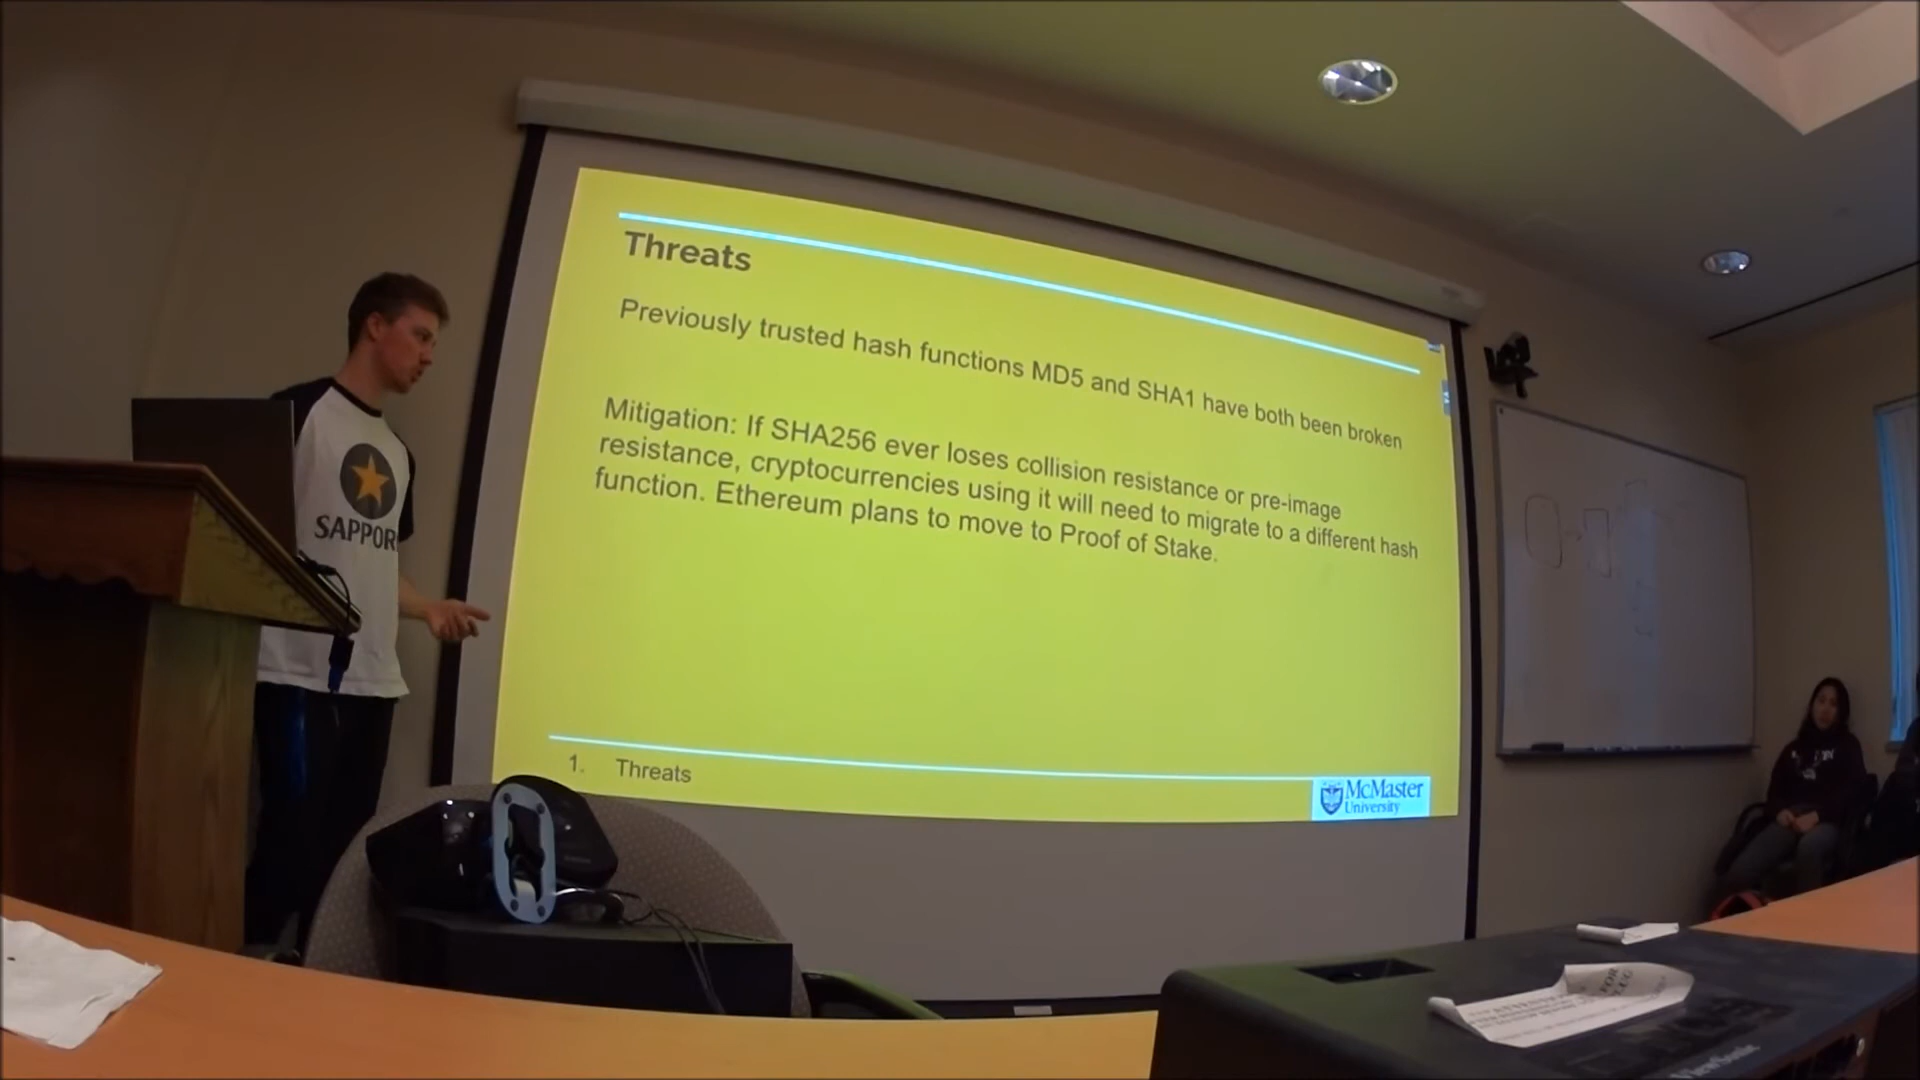 Threats
Previously trusted hash functions MD5 and SHA1 have both been broken
Mitigation: If SHA256 ever loses collision resistance or pre-image
resistance, cryptocurrencies using it will need to migrate to a different hash
function. Ethereum plans to move to Proof of Stake.
1. Threats
McMaster
University
SAPPOR
FOR
ViewSonic